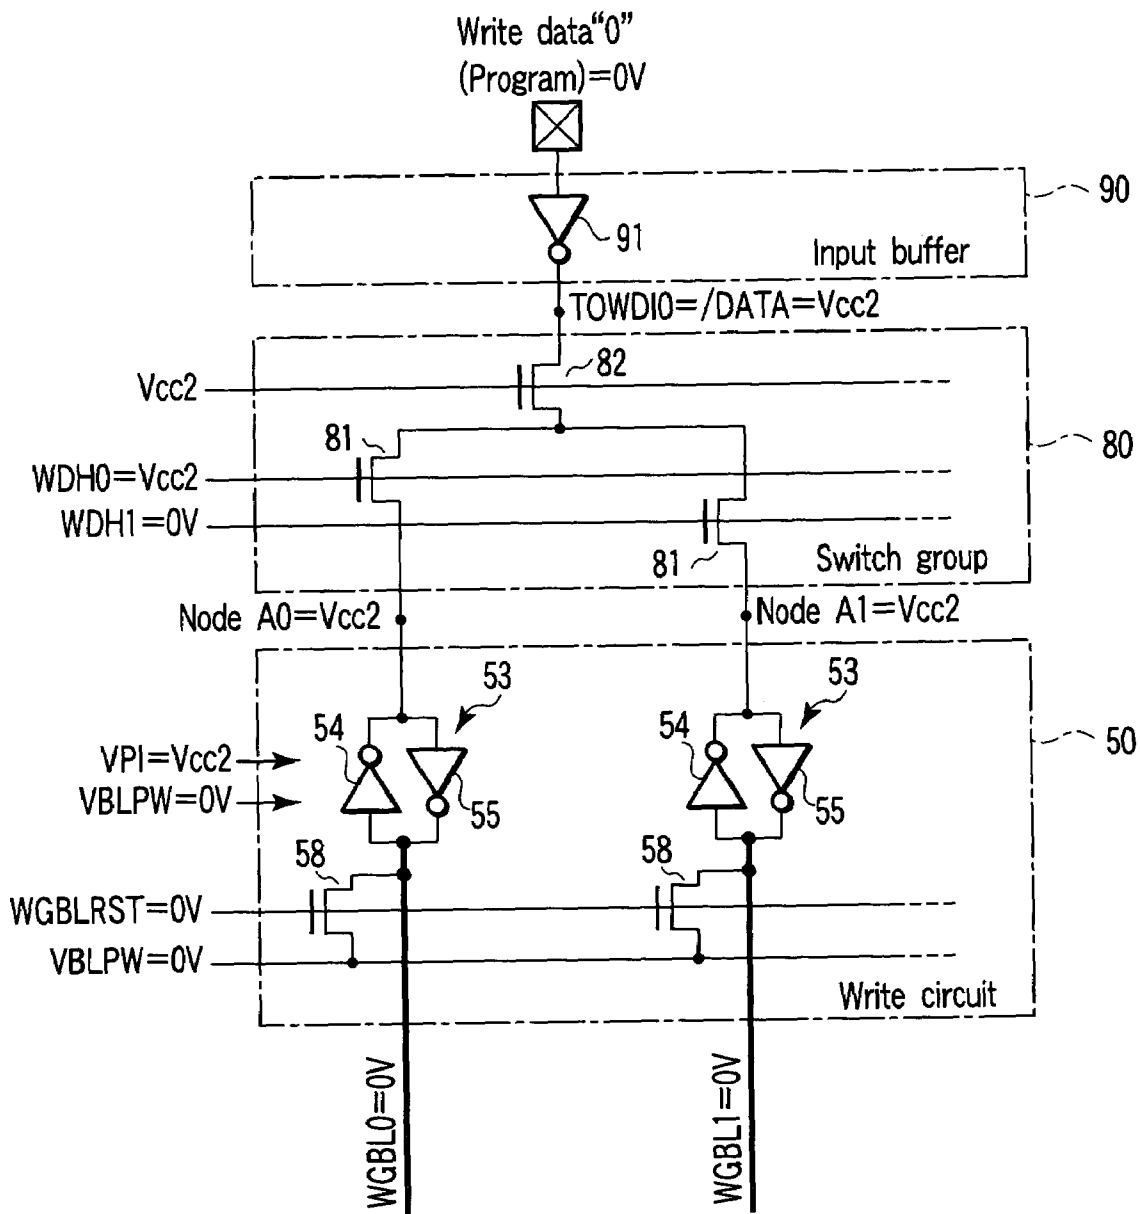 Write data“0”
(Program)=0V
90
91
Input buffer
TOWDI0=/DATA=Vcc2
82
Vcc2
81
80
WDH0=Vcc2
WDH1=0V
81
Switch group
Node A0=Vcc2
Node A1=Vcc2
53
53
54
54
50
VPI=Vcc2
VBLPW=0V
55
55
58
58
WGBLRST=0V
VBLPW=0V
Write circuit
WGBL0=0V
WGBL1=0V